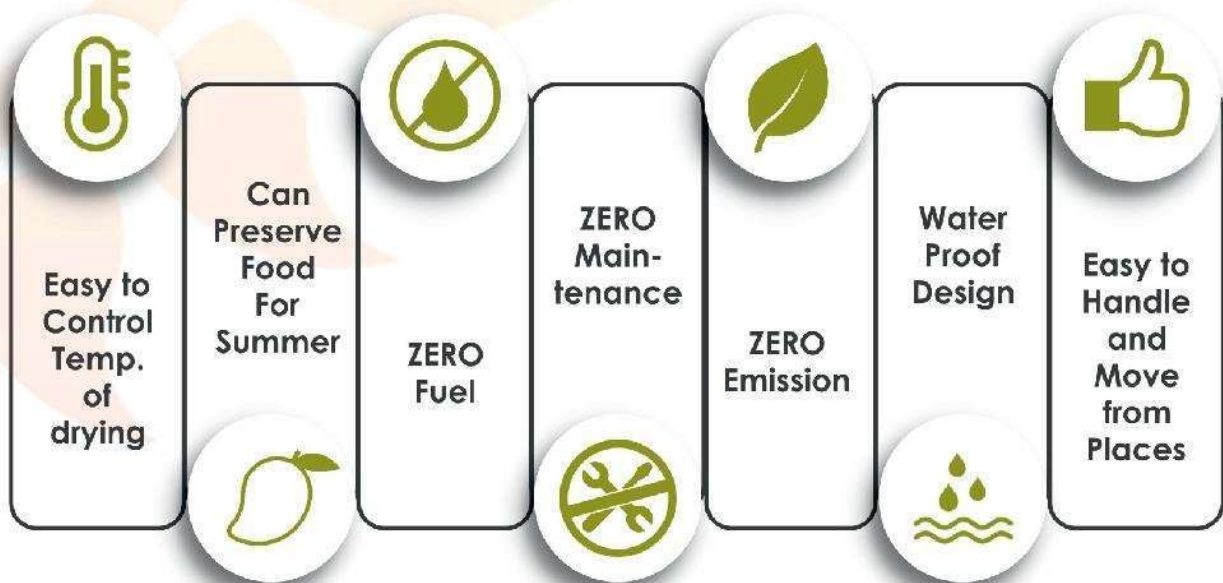 Easy to
Control
Temp.
of
drying
Can
Preserve
Food
For
Summer
ZERO
Fuel
ZERO
Main-
tenance
ZERO
Emission
Water
Proof
Design
Easy to
Handle
and
Move
from
Places